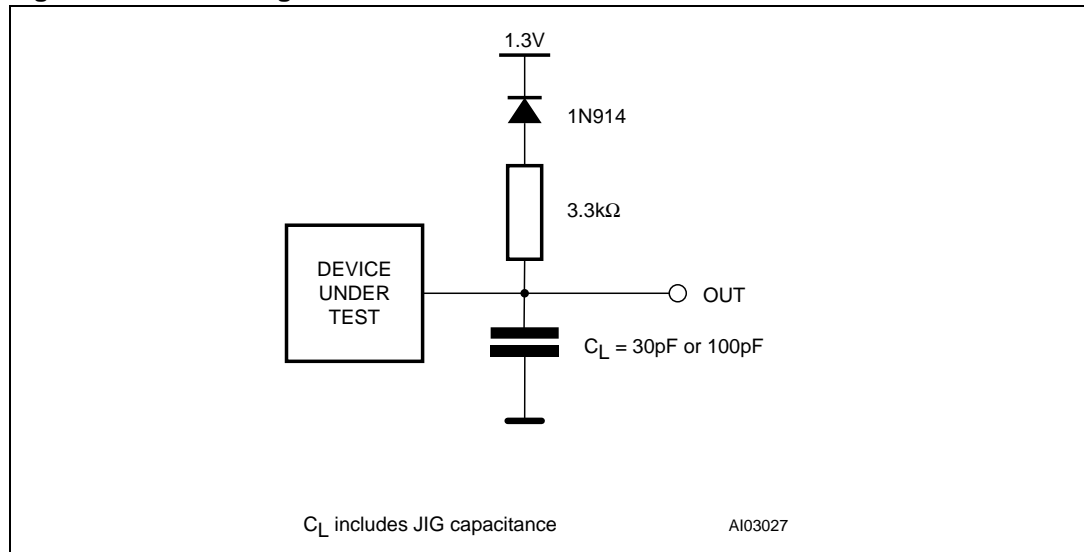 1.3V
1N914
3.3kΩ
DEVICE
UNDER
TEST
OUT
CL = 30pF or 100pF
CL includes JIG capacitance
AI03027